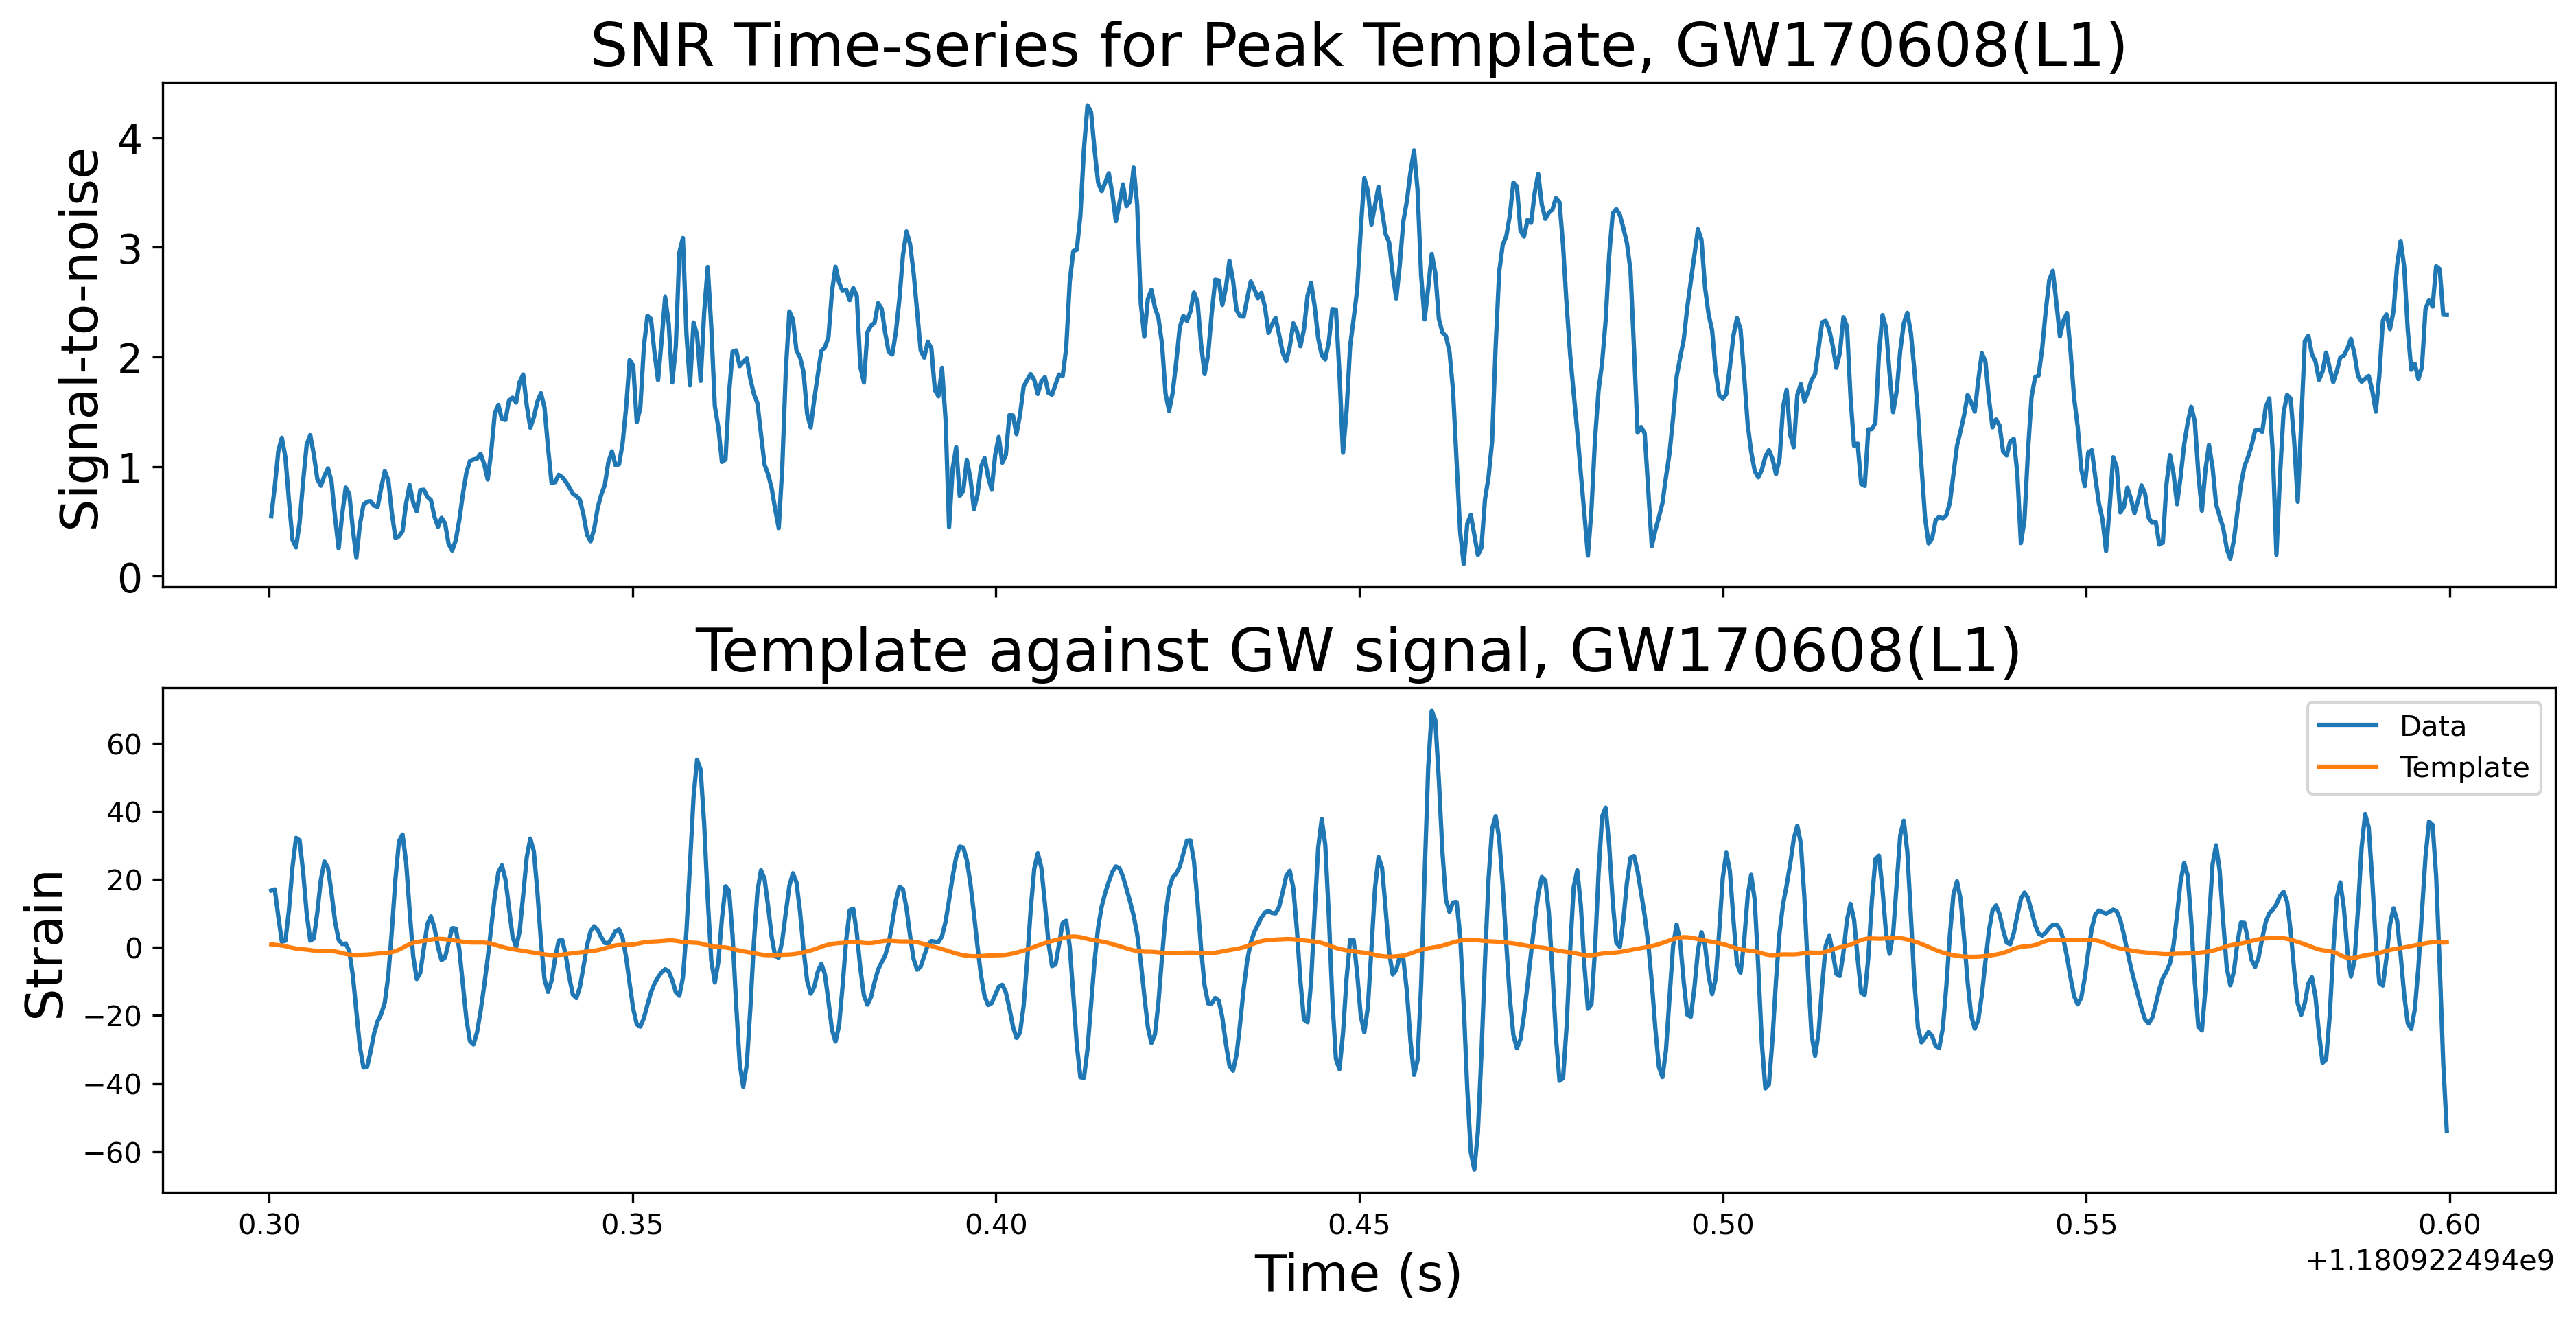 SNR Time-series for Peak Template, GW170608(L1)
4
3
2
1
0
Signal-to-noise
Template against GW signal, GW170608(L1)
Data
Template
60
40
20
0
−20
−40
−60
Strain
0.30 0.35 0.40 0.45 0.50 0.55 0.60
+1.180922494e9
Time (s)